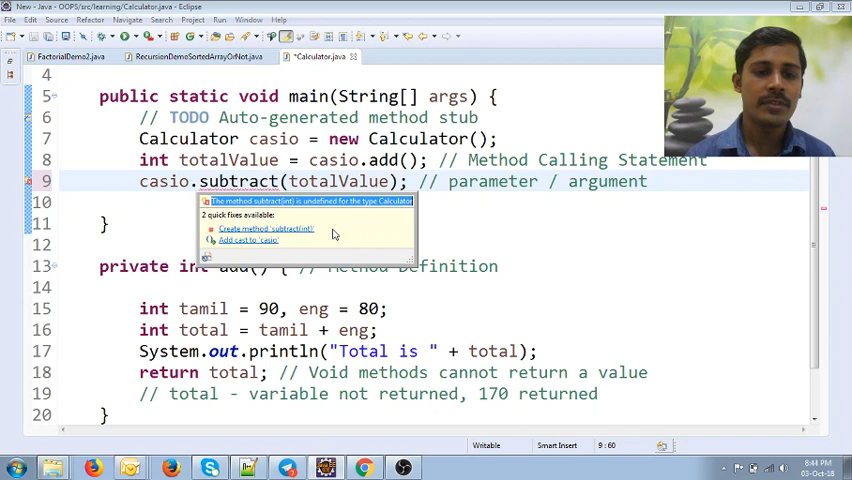 New - Java - OOPS/src/learning/Calculator.java - Eclipse
File Edit Source Refactor Navigate Search Project Run Window Help
FactorialDemo2.java RecursionDemoSortedArrayOrNot.java *Calculator.java
4
5 public static void main(String[] args) {
6 // TODO Auto-generated method stub
7 Calculator casio = new Calculator();
8 int totalValue = casio.add(); // Method Calling Statement
9 casio.subtract(totalValue); // parameter / argument
10
The method subtract(int) is undefined for the type Calculator
2 quick fixes available:
11 }
Create method 'subtract(int)'
Add cast to 'casio'
12
13 private int add() { // Method Definition
14
15 int tamil = 90, eng = 80;
16 int total = tamil + eng;
17 System.out.println("Total is " + total);
18 return total; // Void methods cannot return a value
19 // total - variable not returned, 170 returned
20 }
Writable Smart Insert 9 : 60
8:44 PM
03-Oct-18